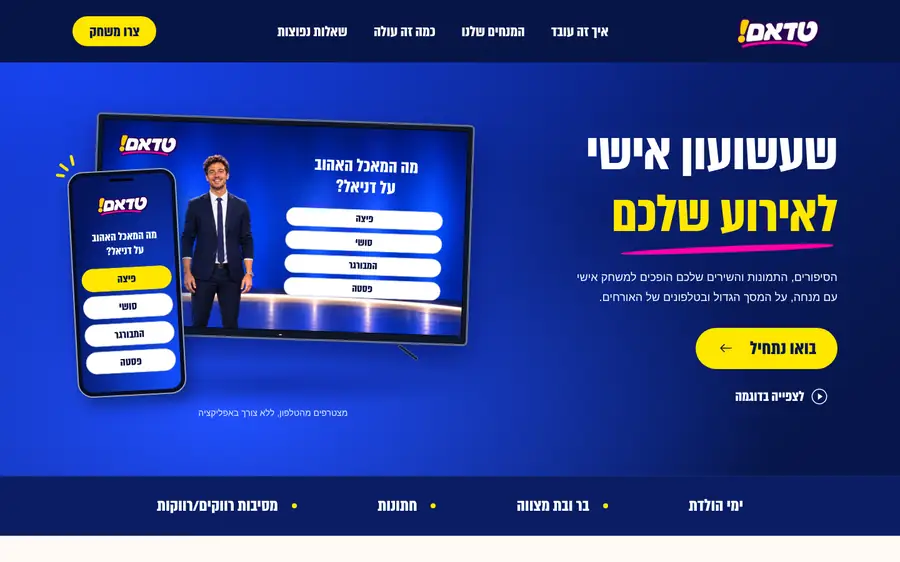 טדאם!
איך זה עובד
המנחים שלנו
כמה זה עולה
שאלות נפוצות
צרו משחק
שעשועון אישי
לאירוע שלכם
הסיפורים, התמונות והשירים שלכם הופכים למשחק אישי
עם מנחה, על המסך הגדול ובטלפונים של האורחים.
בואו נתחיל
לצפייה בדוגמה
טדאם!
מה המאכל האהוב
על דניאל?
פיצה
סושי
המבורגר
פסטה
טדאם!
מה המאכל האהוב
על דניאל?
פיצה
סושי
המבורגר
פסטה
מצטרפים מהטלפון, ללא צורך באפליקציה
ימי הולדת
בר ובת מצווה
חתונות
מסיבות רווקים/רווקות